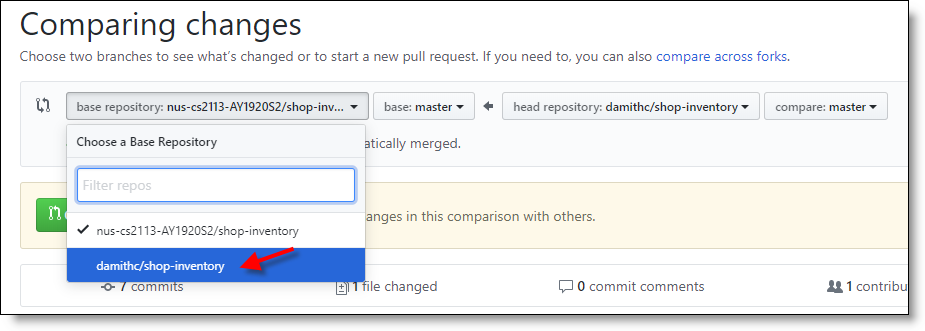 Comparing changes
Choose two branches to see what's changed or to start a new pull request. If you need to, you can also compare across forks.
base repository: nus-cs2113-AY1920S2/shop-inv... base: master head repository: damithc/shop-inventory compare: master
Choose a Base Repository
atically merged.
Filter repos
anges in this comparison with others.
nus-cs2113-AY1920S2/shop-inventory
damithc/shop-inventory
7 commits 1 file changed 0 commit comments 1 contribu